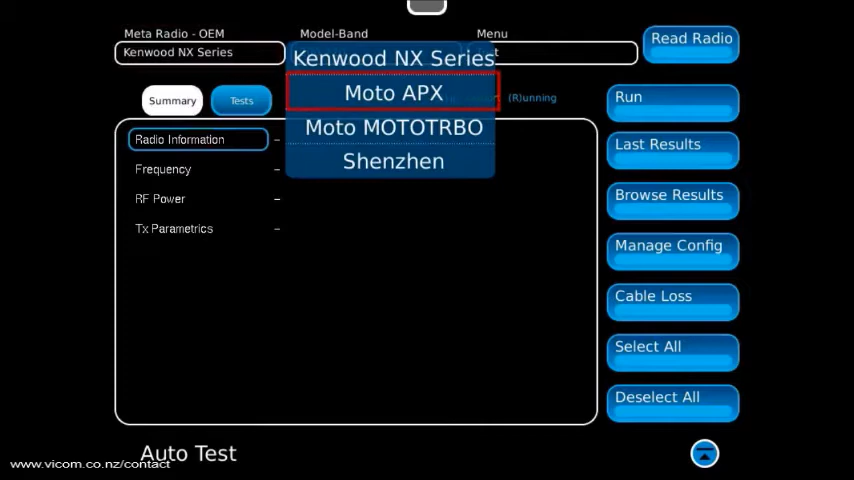 Meta Radio - OEM
Model-Band
Menu
Kenwood NX Series
Kenwood NX Series
Read Radio
Moto APX
Moto MOTOTRBO
Shenzhen
Summary
Tests
(R)unning
Radio Information –
Frequency –
RF Power –
Tx Parametrics –
Run
Last Results
Browse Results
Manage Config
Cable Loss
Select All
Deselect All
Auto Test
www.vicom.co.nz/contact